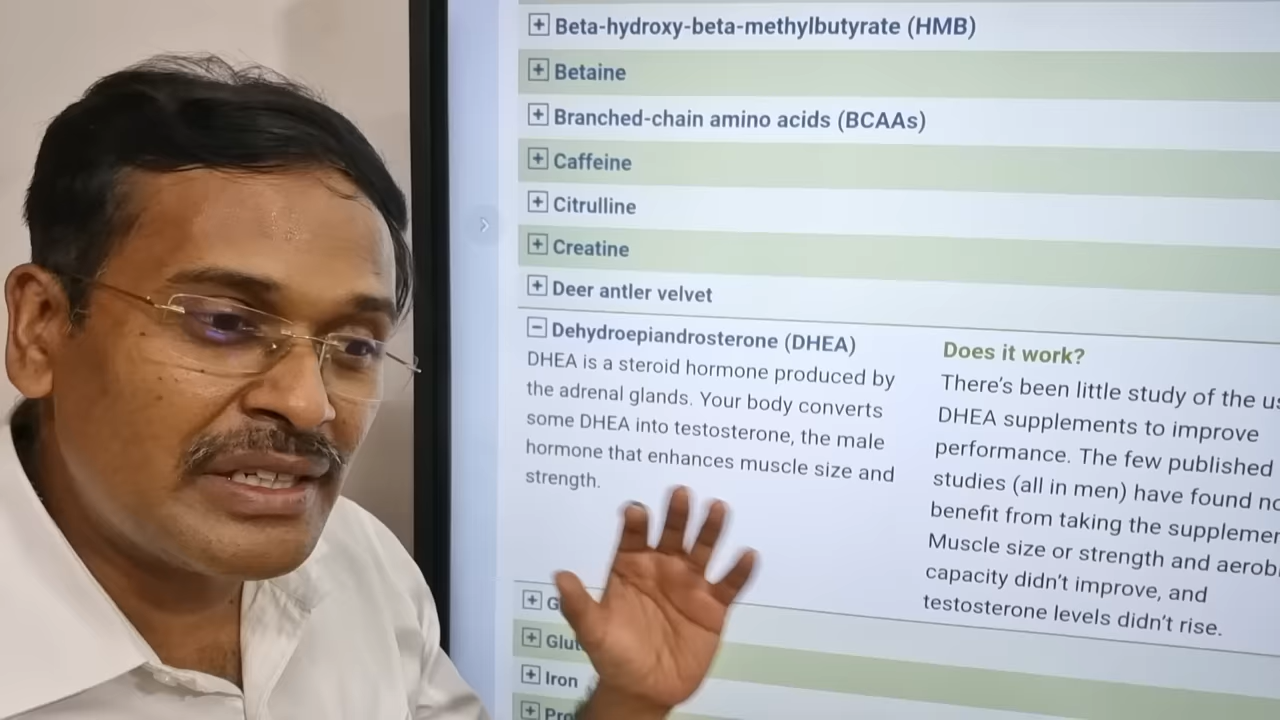 Beta-hydroxy-beta-methylbutyrate (HMB)
Betaine
Branched-chain amino acids (BCAAs)
Caffeine
Citrulline
Creatine
Deer antler velvet
Dehydroepiandrosterone (DHEA)
DHEA is a steroid hormone produced by
the adrenal glands. Your body converts
some DHEA into testosterone, the male
hormone that enhances muscle size and
strength.
Does it work?
There's been little study of the
DHEA supplements to improve
performance. The few published
studies (all in men) have found
benefit from taking the
Muscle size or strength and
capacity didn't improve, and
testosterone levels didn't rise.
Iron